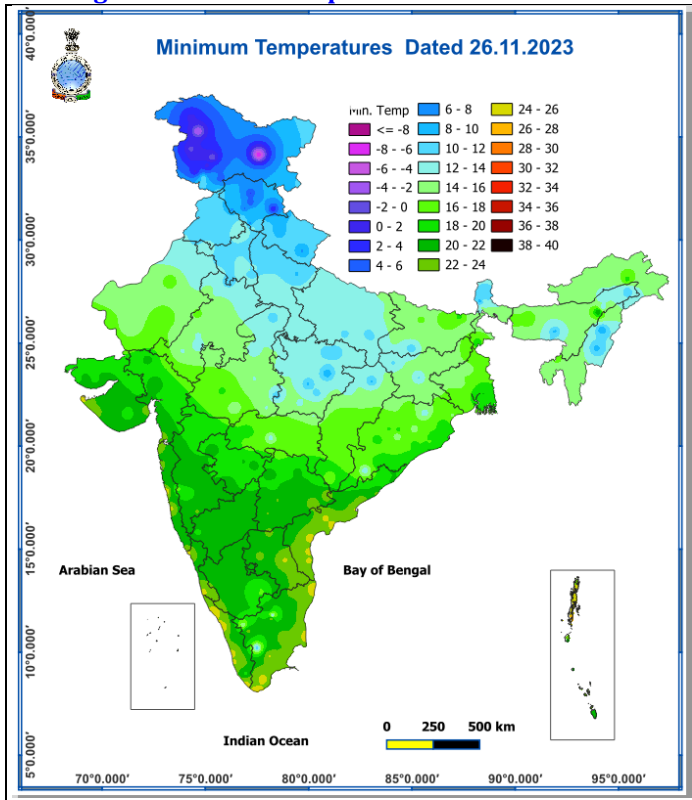 Minimum Temperatures Dated 26.11.2023
Min. Temp
<= -8
-8 - -6
-6 - -4
-4 - -2
-2 - 0
0 - 2
2 - 4
4 - 6
6 - 8
8 - 10
10 - 12
12 - 14
14 - 16
16 - 18
18 - 20
20 - 22
22 - 24
24 - 26
26 - 28
28 - 30
30 - 32
32 - 34
34 - 36
36 - 38
38 - 40
40°0.000'
35°0.000'
30°0.000'
25°0.000'
20°0.000'
15°0.000'
10°0.000'
5°0.000'
Arabian Sea
Bay of Bengal
Indian Ocean
0 250 500 km
70°0.000' 75°0.000' 80°0.000' 85°0.000' 90°0.000' 95°0.000'